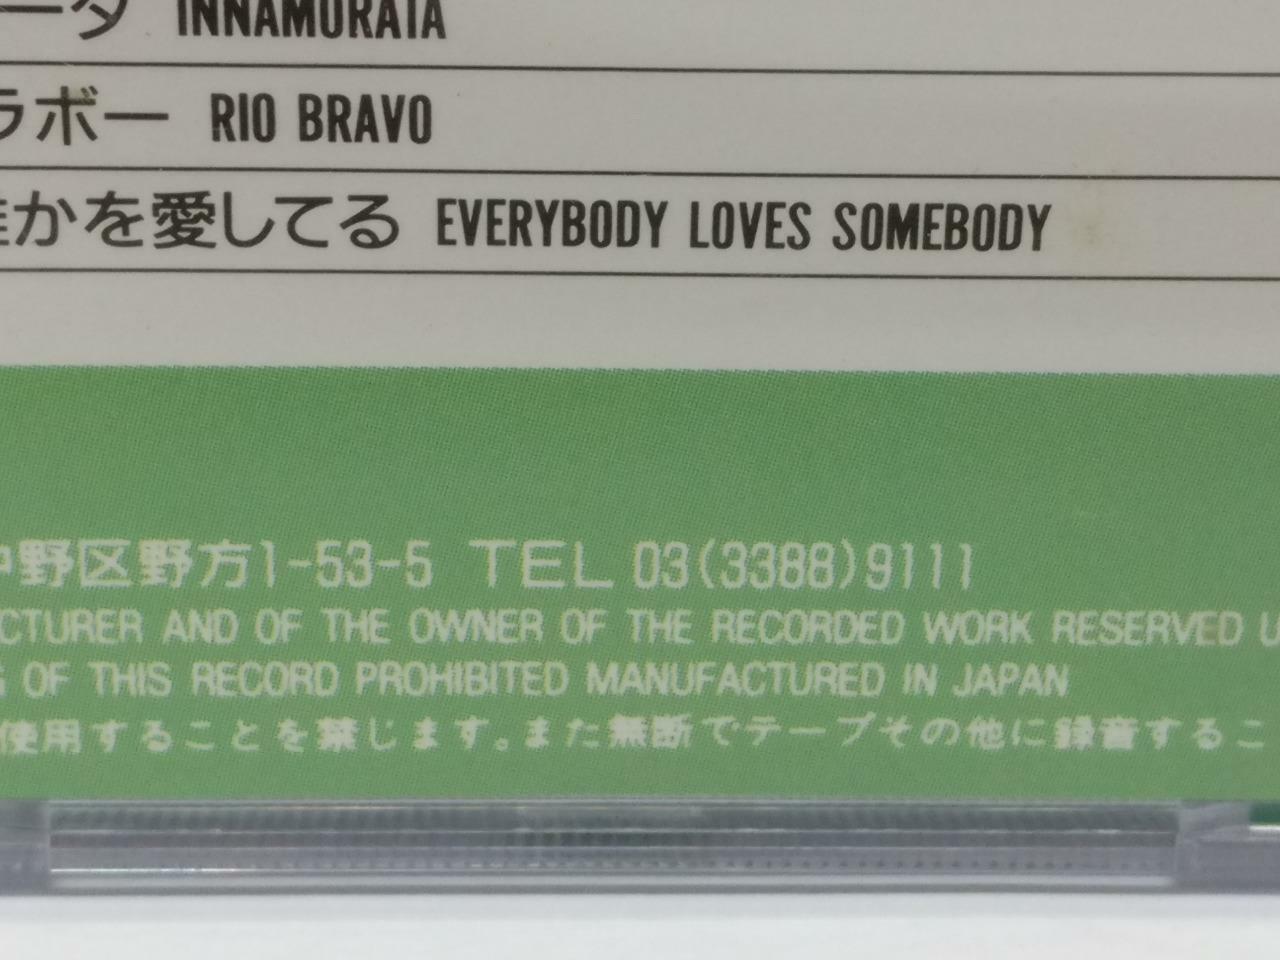 ータ INNAMORATA
ラボー RIO BRAVO
誰かを愛してる EVERYBODY LOVES SOMEBODY
中野区野方1-53-5 TEL 03(3388)9111
CTURER AND OF THE OWNER OF THE RECORDED WORK RESERVED U
G OF THIS RECORD PROHIBITED MANUFACTURED IN JAPAN
使用することを禁じます。また無断でテープその他に録音するこ